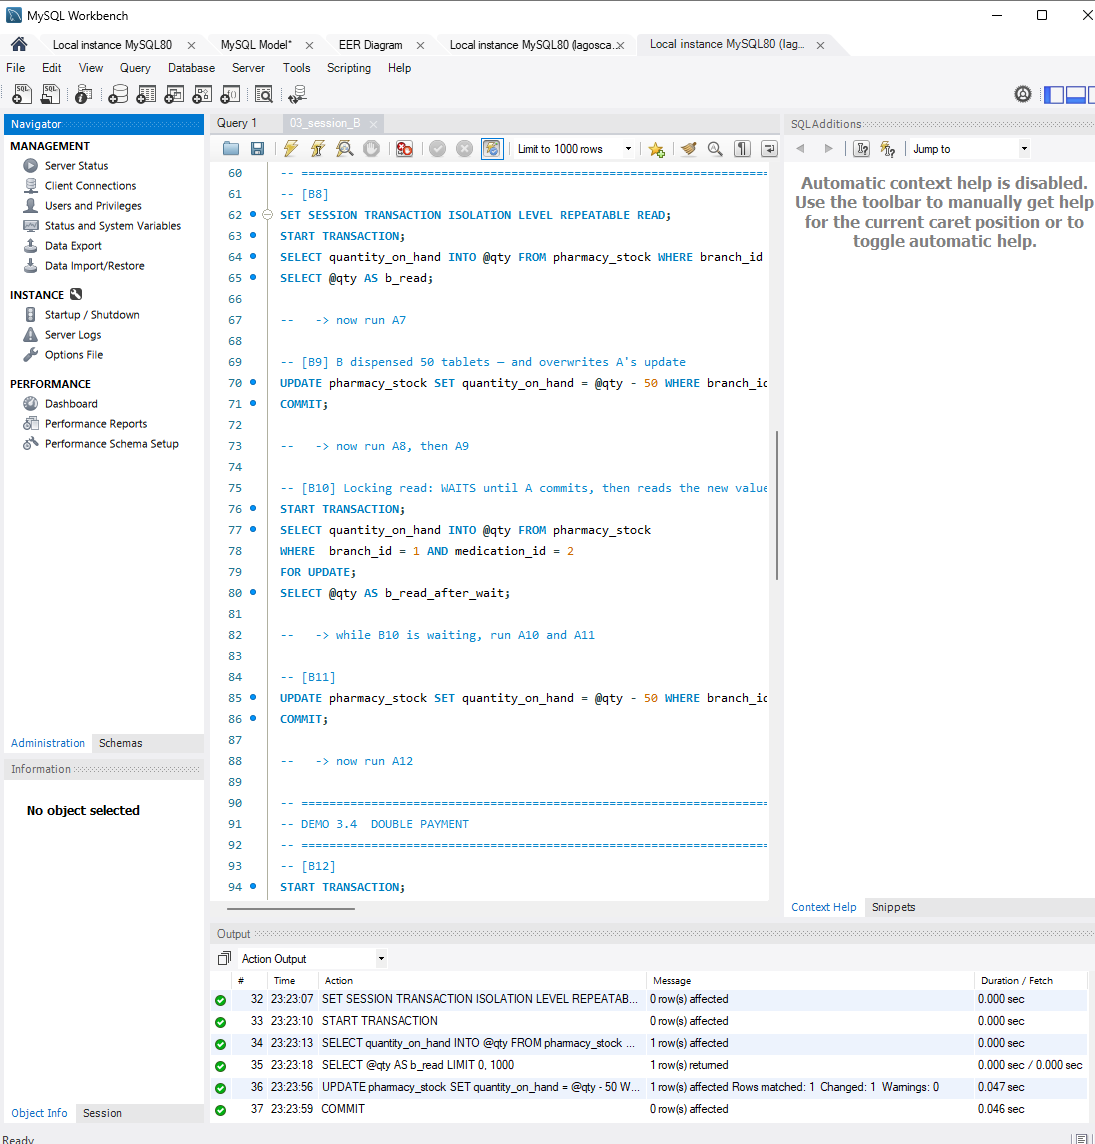 MySQL Workbench
Local instance MySQL80
MySQL Model*
EER Diagram
Local instance MySQL80 (lagosca...
Local instance MySQL80 (lag...
File Edit View Query Database Server Tools Scripting Help
Navigator
MANAGEMENT
Server Status
Client Connections
Users and Privileges
Status and System Variables
Data Export
Data Import/Restore
INSTANCE
Startup / Shutdown
Server Logs
Options File
PERFORMANCE
Dashboard
Performance Reports
Performance Schema Setup
Administration Schemas
Information
No object selected
Object Info Session
Ready
Query 1 03_session_B
Limit to 1000 rows
60 -- ==================================================================
61 -- [B8]
62 SET SESSION TRANSACTION ISOLATION LEVEL REPEATABLE READ;
63 START TRANSACTION;
64 SELECT quantity_on_hand INTO @qty FROM pharmacy_stock WHERE branch_id
65 SELECT @qty AS b_read;
66
67 -- -> now run A7
68
69 -- [B9] B dispensed 50 tablets — and overwrites A's update
70 UPDATE pharmacy_stock SET quantity_on_hand = @qty - 50 WHERE branch_id
71 COMMIT;
72
73 -- -> now run A8, then A9
74
75 -- [B10] Locking read: WAITS until A commits, then reads the new value
76 START TRANSACTION;
77 SELECT quantity_on_hand INTO @qty FROM pharmacy_stock
78 WHERE branch_id = 1 AND medication_id = 2
79 FOR UPDATE;
80 SELECT @qty AS b_read_after_wait;
81
82 -- -> while B10 is waiting, run A10 and A11
83
84 -- [B11]
85 UPDATE pharmacy_stock SET quantity_on_hand = @qty - 50 WHERE branch_id
86 COMMIT;
87
88 -- -> now run A12
89
90 -- ==================================================================
91 -- DEMO 3.4 DOUBLE PAYMENT
92 -- ==================================================================
93 -- [B12]
94 START TRANSACTION;
SQLAdditions
Jump to
Automatic context help is disabled.
Use the toolbar to manually get help
for the current caret position or to
toggle automatic help.
Context Help Snippets
Output
Action Output
# Time Action Message Duration / Fetch
32 23:23:07 SET SESSION TRANSACTION ISOLATION LEVEL REPEATAB... 0 row(s) affected 0.000 sec
33 23:23:10 START TRANSACTION 0 row(s) affected 0.000 sec
34 23:23:13 SELECT quantity_on_hand INTO @qty FROM pharmacy_stock ... 1 row(s) affected 0.000 sec
35 23:23:18 SELECT @qty AS b_read LIMIT 0, 1000 1 row(s) returned 0.000 sec / 0.000 sec
36 23:23:56 UPDATE pharmacy_stock SET quantity_on_hand = @qty - 50 W... 1 row(s) affected Rows matched: 1 Changed: 1 Warnings: 0 0.047 sec
37 23:23:59 COMMIT 0 row(s) affected 0.046 sec